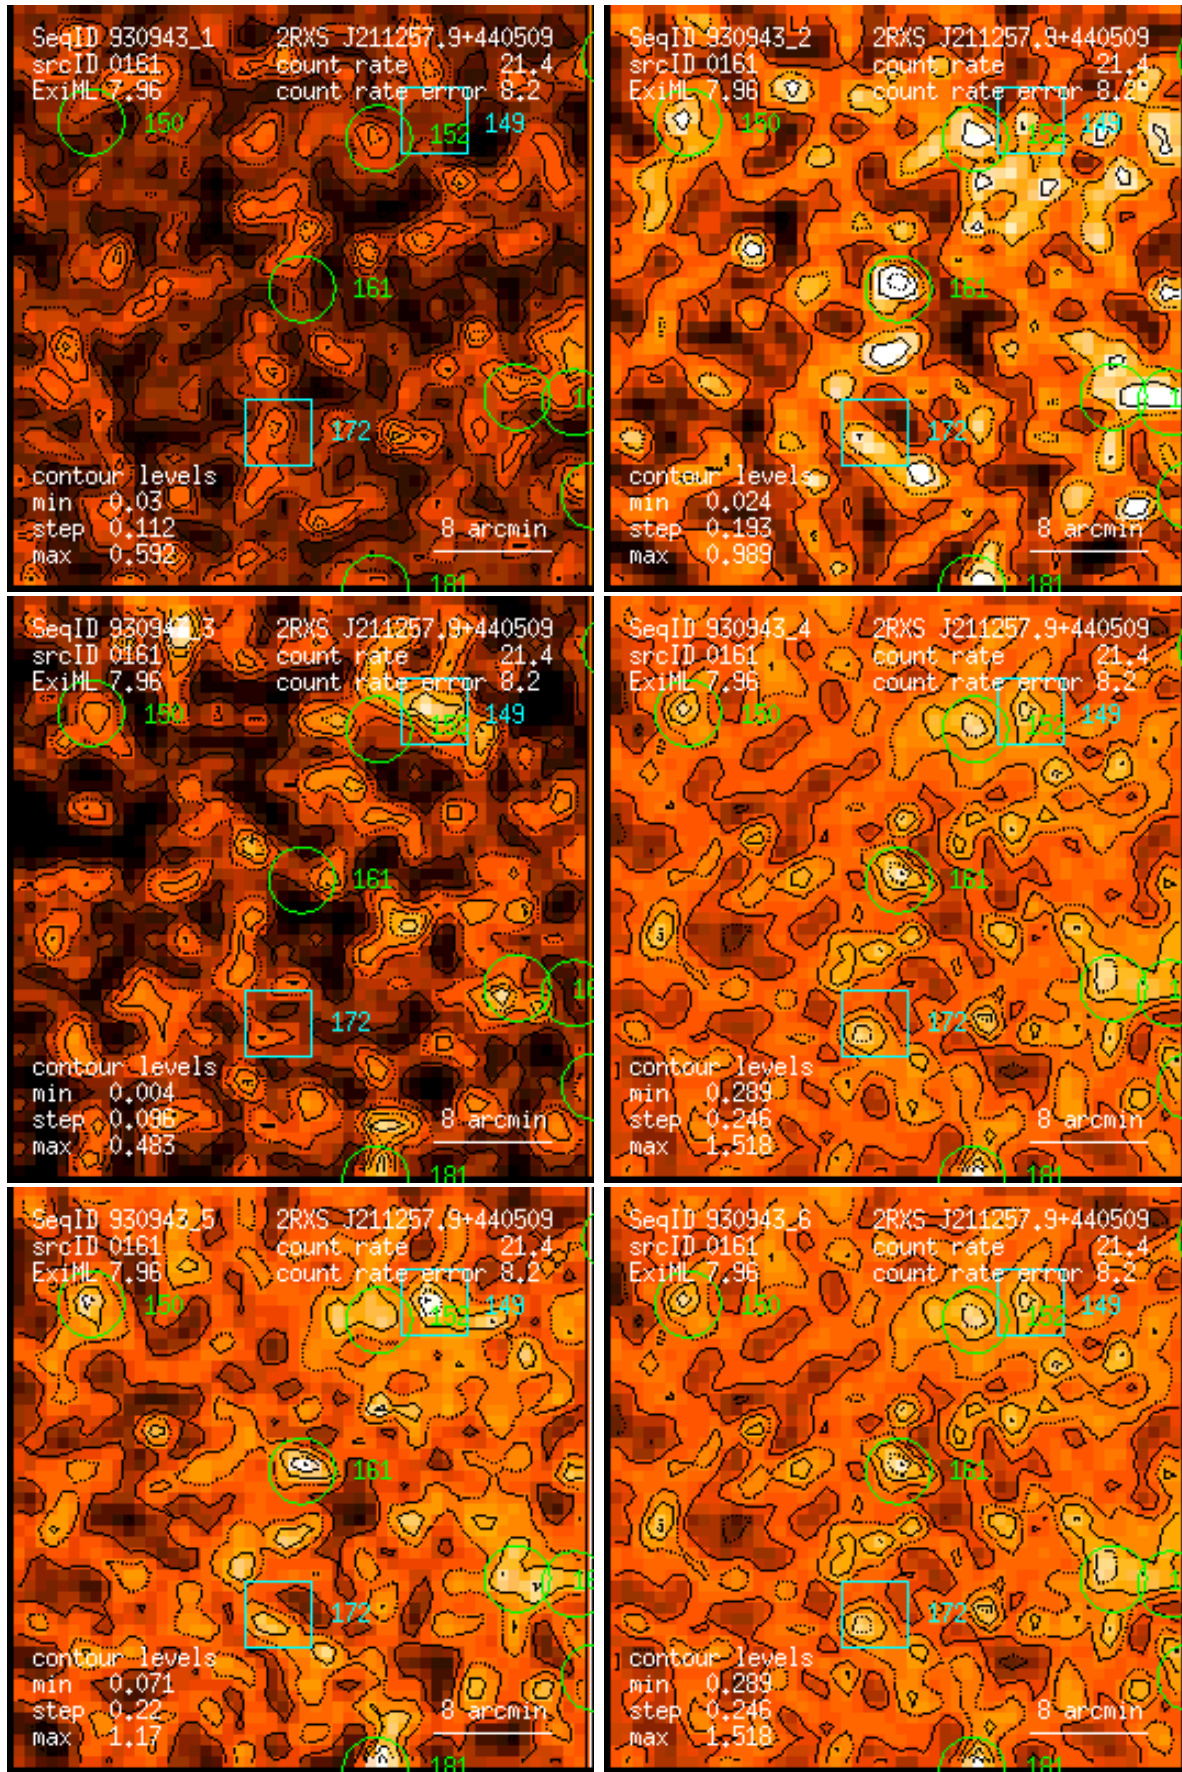 SeqID 930943_1 2RXS J211257.9+440509
srcID 0161 count rate 21.4
ExiML 7.96 count rate error 8.2
150 152 149
161
172
contour levels
min 0.03
step 0.112 8 arcmin
max 0.592
181
SeqID 930943_2 2RXS J211257.9+440509
srcID 0161 count rate 21.4
ExiML 7.96 count rate error 8.2
150 152 149
161
172
contour levels
min 0.024
step 0.193 8 arcmin
max 0.989
181
SeqID 930943_3 2RXS J211257.9+440509
srcID 0161 count rate 21.4
ExiML 7.96 count rate error 8.2
150 152 149
161
172
contour levels
min 0.004
step 0.096 8 arcmin
max 0.483
181
SeqID 930943_4 2RXS J211257.9+440509
srcID 0161 count rate 21.4
ExiML 7.96 count rate error 8.2
150 152 149
161
172
contour levels
min 0.289
step 0.246 8 arcmin
max 1.518
181
SeqID 930943_5 2RXS J211257.9+440509
srcID 0161 count rate 21.4
ExiML 7.96 count rate error 8.2
150 152 149
161
172
contour levels
min 0.071
step 0.22 8 arcmin
max 1.17
181
SeqID 930943_6 2RXS J211257.9+440509
srcID 0161 count rate 21.4
ExiML 7.96 count rate error 8.2
150 152 149
161
172
contour levels
min 0.289
step 0.246 8 arcmin
max 1.518
181